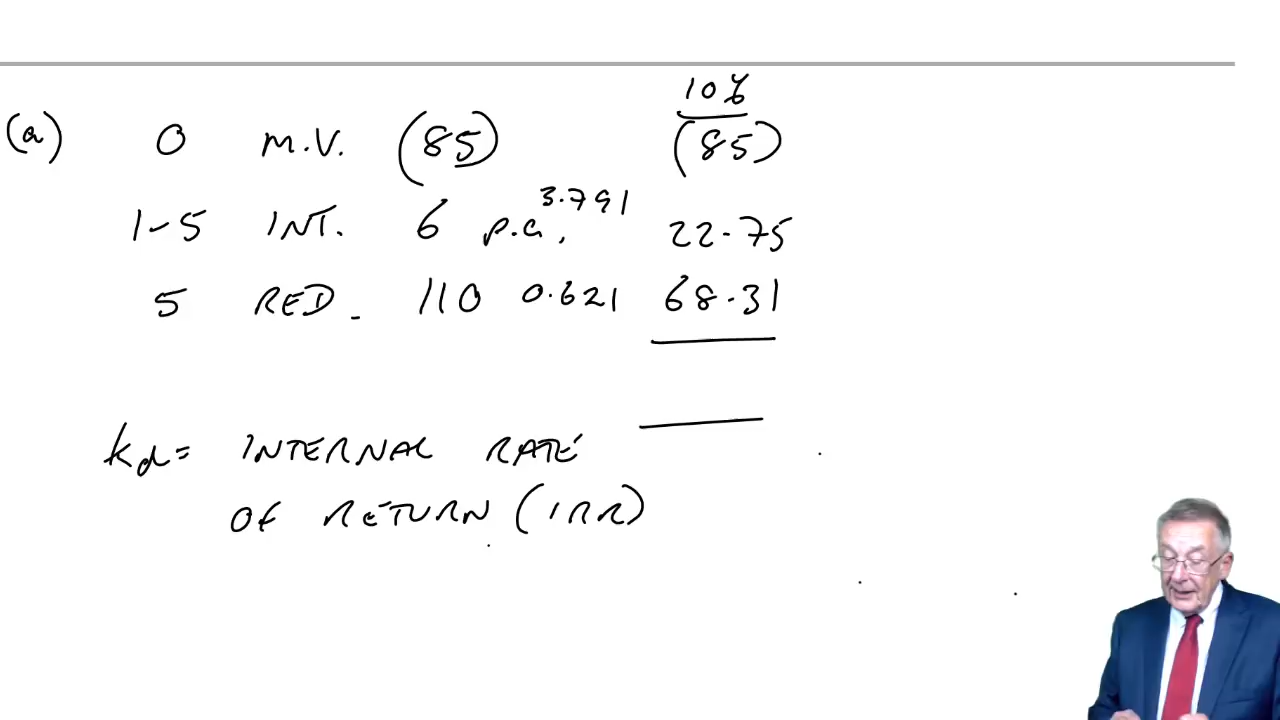 10%
(a) 0 M.V. (85) (85)
1-5 INT. 6 p.a. 3.791 22.75
5 RED. 110 0.621 68.31
kd = INTERNAL RATE
OF RETURN (IRR)